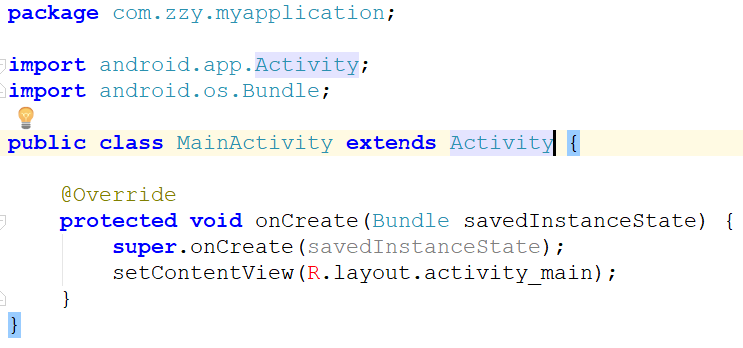 package com.zzy.myapplication;
import android.app.Activity;
import android.os.Bundle;
public class MainActivity extends Activity {
@Override
protected void onCreate(Bundle savedInstanceState) {
super.onCreate(savedInstanceState);
setContentView(R.layout.activity_main);
}
}